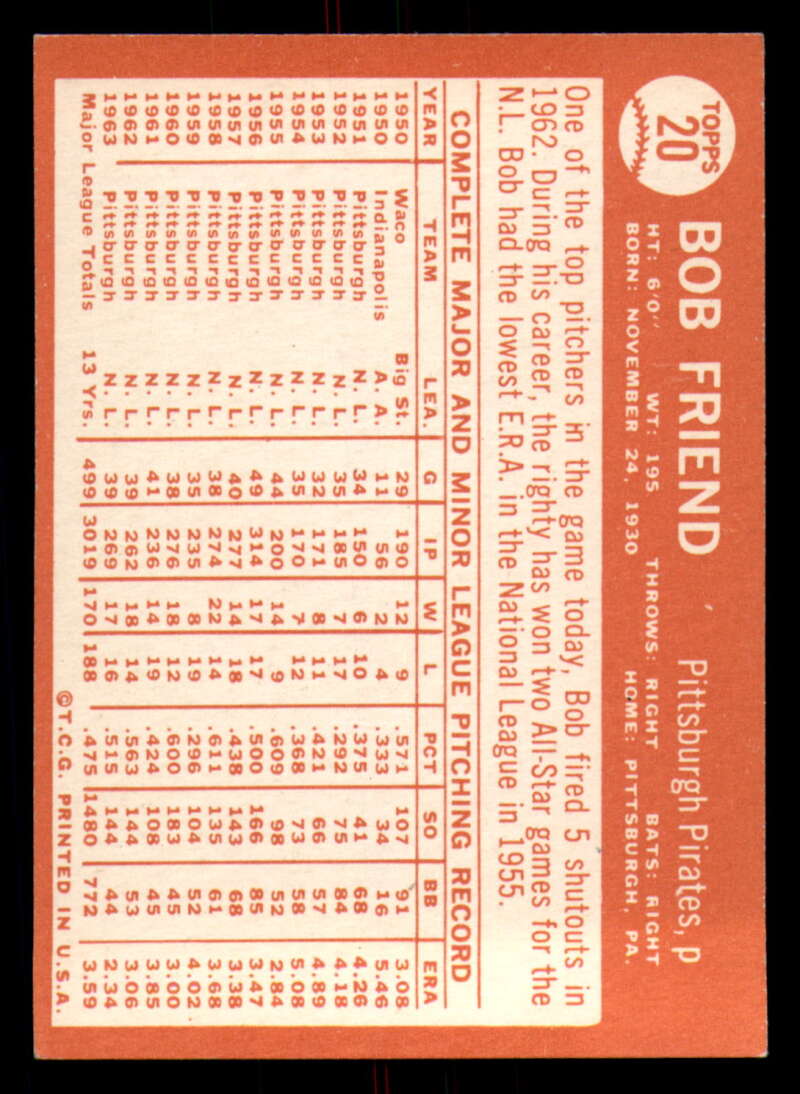 TOPPS
20
BOB FRIEND Pittsburgh Pirates, p
HT: 6'0" WT: 195 THROWS: RIGHT BATS: RIGHT
BORN: NOVEMBER 24, 1930 HOME: PITTSBURGH, PA.
One of the top pitchers in the game today, Bob fired 5 shutouts in
1962. During his career, the righty has won two All-Star games for the
N.L. Bob had the lowest E.R.A. in the National League in 1955.
COMPLETE MAJOR AND MINOR LEAGUE PITCHING RECORD
YEAR TEAM LEA. G IP W L PCT SO BB ERA
1950 Waco Big St. 29 190 12 9 .571 107 91 3.08
1950 Indianapolis A. A. 11 56 2 4 .333 34 16 5.46
1951 Pittsburgh N. L. 34 150 6 10 .375 41 68 4.26
1952 Pittsburgh N. L. 35 185 7 17 .292 75 84 4.18
1953 Pittsburgh N. L. 32 171 8 11 .421 66 57 4.89
1954 Pittsburgh N. L. 35 170 7 12 .368 73 58 5.08
1955 Pittsburgh N. L. 44 200 14 9 .609 98 52 2.84
1956 Pittsburgh N. L. 49 314 17 17 .500 166 85 3.47
1957 Pittsburgh N. L. 40 277 14 18 .438 143 68 3.38
1958 Pittsburgh N. L. 38 274 22 14 .611 135 61 3.68
1959 Pittsburgh N. L. 35 235 8 19 .296 104 52 4.02
1960 Pittsburgh N. L. 38 276 18 12 .600 183 45 3.00
1961 Pittsburgh N. L. 41 236 14 19 .424 108 45 3.85
1962 Pittsburgh N. L. 39 262 18 14 .563 144 53 3.06
1963 Pittsburgh N. L. 39 269 17 16 .515 144 44 2.34
Major League Totals 13 Yrs. 499 3019 170 188 .475 1480 772 3.59
©T.C.G. PRINTED IN U.S.A.